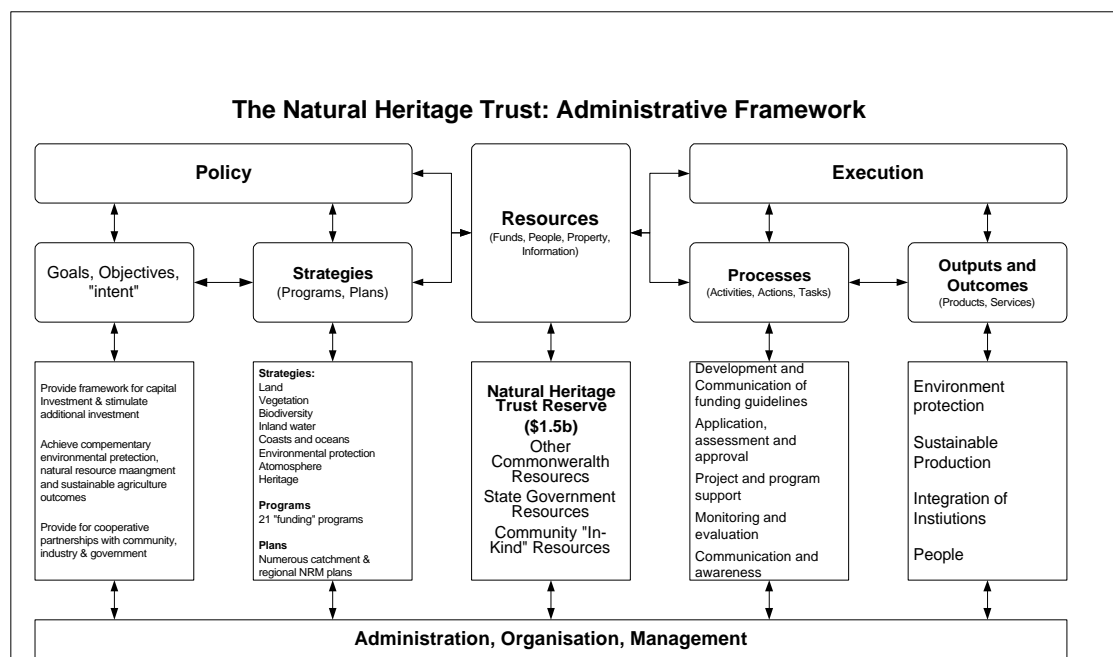 The Natural Heritage Trust: Administrative Framework
Policy
Resources
(Funds, People, Property,
Information)
Execution
Goals, Objectives,
"intent"
Strategies
(Programs, Plans)
Processes
(Activities, Actions, Tasks)
Outputs and
Outcomes
(Products, Services)
Provide framework for capital
Investment & stimulate
additional investment
Achieve compementary
environmental pretection,
natural resource maangment
and sustainable agriculture
outcomes
Provide for cooperative
partnerships with community,
industry & government
Strategies:
Land
Vegetation
Biodiversity
Inland water
Coasts and oceans
Environmental protection
Atomosphere
Heritage
Programs
21 "funding" programs
Plans
Numerous catchment &
regional NRM plans
Natural Heritage
Trust Reserve
($1.5b)
Other
Commonwealth
Resourecs
State Government
Resources
Community "In-
Kind" Resources
Development and
Communication of
funding guidelines
Application,
assessment and
approval
Project and program
support
Monitoring and
evaluation
Communication and
awareness
Environment
protection
Sustainable
Production
Integration of
Instiutions
People
Administration, Organisation, Management